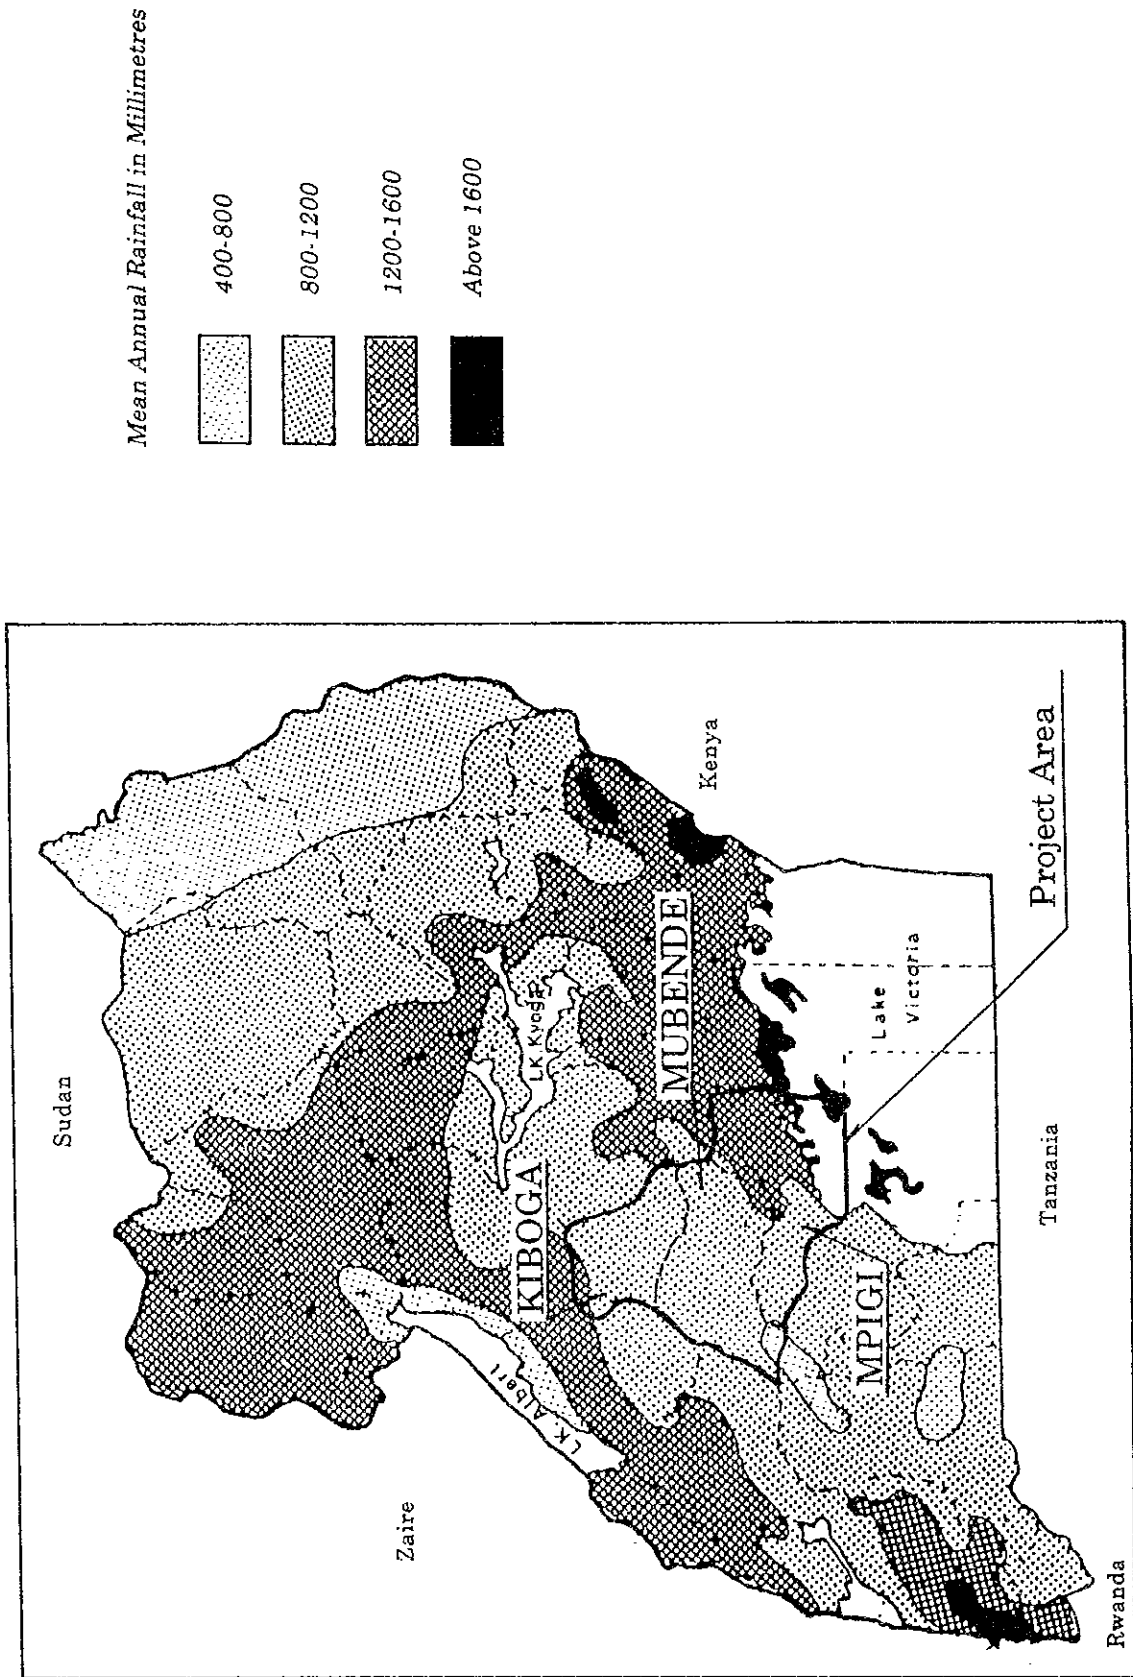 Mean Annual Rainfall in Millimetres
400-800
800-1200
1200-1600
Above 1600
Sudan
Zaire
Kenya
LK Albert
LK Kyoga
KIBOGA
MUBENDE
MPIGI
Lake
Victoria
Project Area
Tanzania
Rwanda